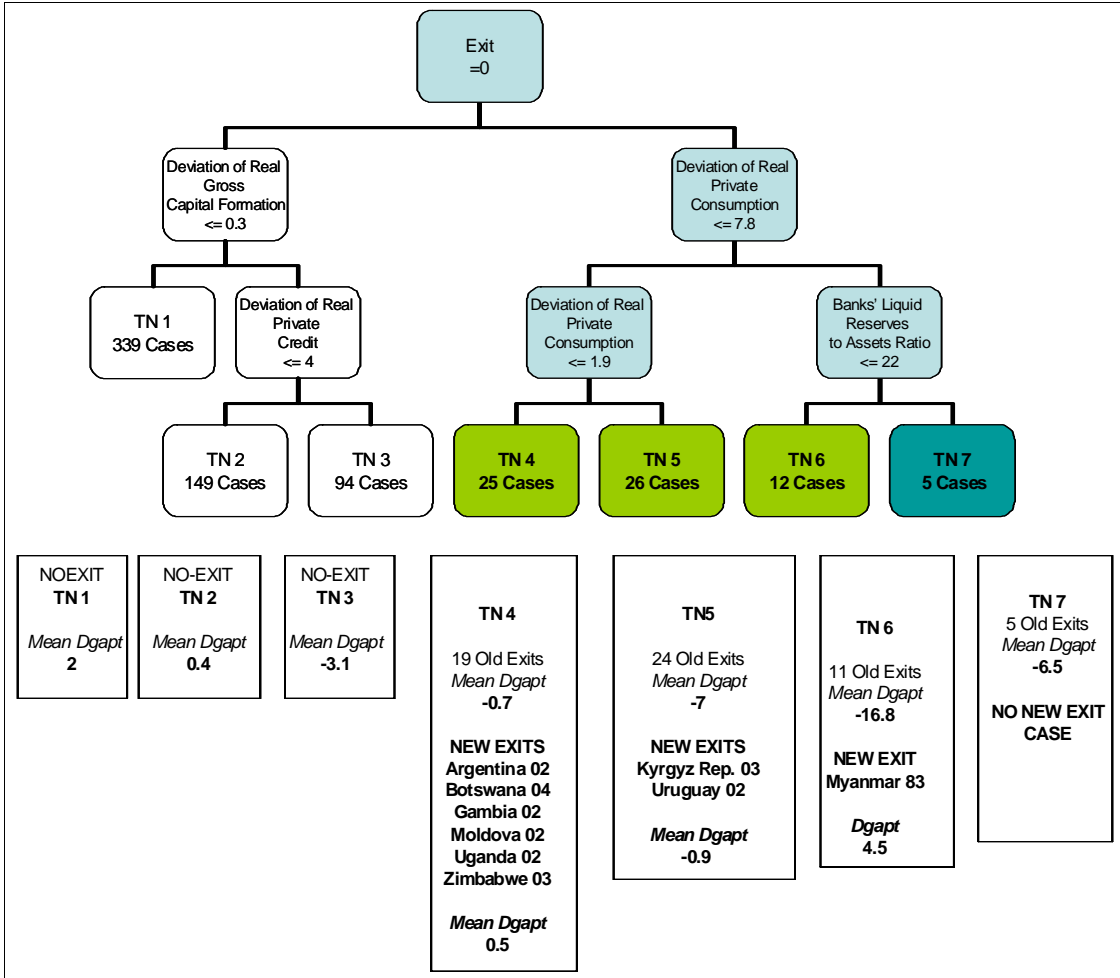 Exit
=0
Deviation of Real
Gross
Capital Formation
<= 0.3
Deviation of Real
Private
Consumption
<= 7.8
TN 1
339 Cases
Deviation of Real
Private
Credit
<= 4
Deviation of Real
Private
Consumption
<= 1.9
Banks' Liquid
Reserves
to Assets Ratio
<= 22
TN 2
149 Cases
TN 3
94 Cases
TN 4
25 Cases
TN 5
26 Cases
TN 6
12 Cases
TN 7
5 Cases
NOEXIT
TN 1
Mean Dgapt
2
NO-EXIT
TN 2
Mean Dgapt
0.4
NO-EXIT
TN 3
Mean Dgapt
-3.1
TN 4
19 Old Exits
Mean Dgapt
-0.7
NEW EXITS
Argentina 02
Botswana 04
Gambia 02
Moldova 02
Uganda 02
Zimbabwe 03
Mean Dgapt
0.5
TN5
24 Old Exits
Mean Dgapt
-7
NEW EXITS
Kyrgyz Rep. 03
Uruguay 02
Mean Dgapt
-0.9
TN 6
11 Old Exits
Mean Dgapt
-16.8
NEW EXIT
Myanmar 83
Dgapt
4.5
TN 7
5 Old Exits
Mean Dgapt
-6.5
NO NEW EXIT
CASE